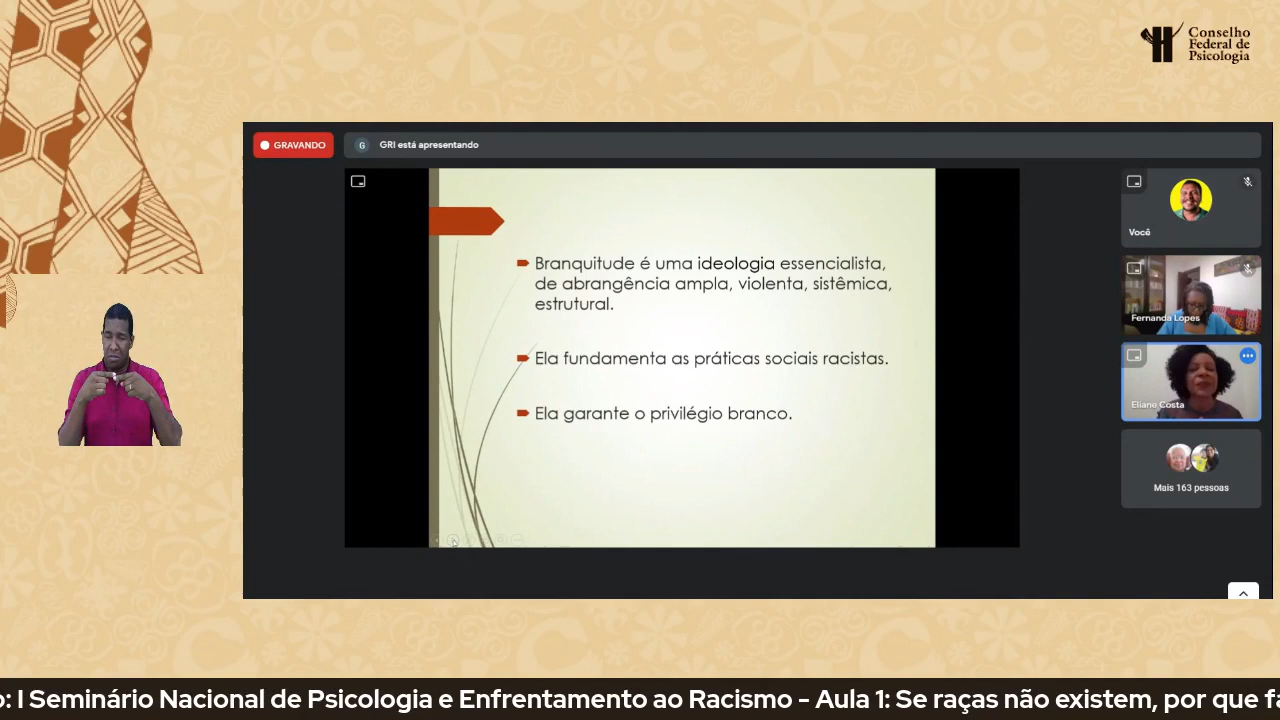 Conselho
Federal de
Psicologia
GRAVANDO
G
GRI está apresentando
Branquitude é uma ideologia essencialista,
de abrangência ampla, violenta, sistêmica,
estrutural.
Ela fundamenta as práticas sociais racistas.
Ela garante o privilégio branco.
Você
Fernanda Lopes
Eliane Costa
Mais 163 pessoas
o: I Seminário Nacional de Psicologia e Enfrentamento ao Racismo - Aula 1: Se raças não existem, por que fa